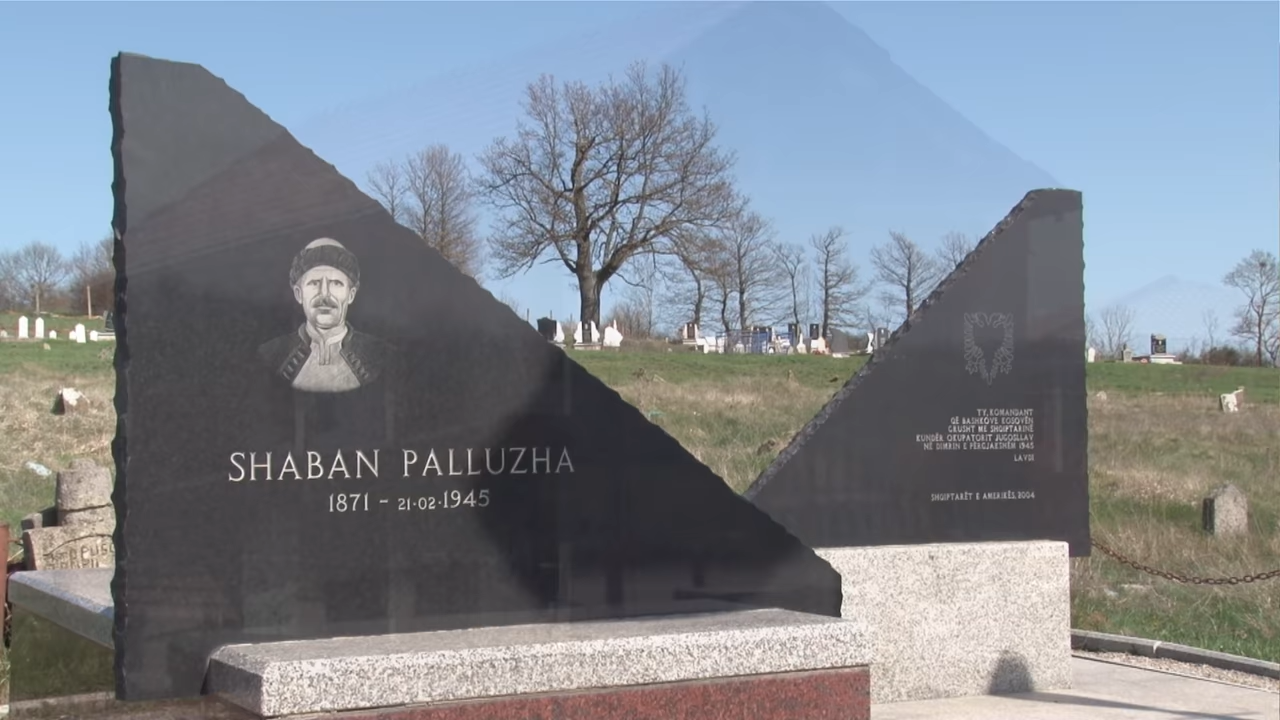 SHABAN PALLUZHA
1871 - 21·02·1945
TY, KOMANDANT
QË BASHKOVE KOSOVËN
GRUSHT ME SHQIPTARINË
KUNDËR OKUPATORIT JUGOSLLAV
NË DIMRIN E PËRGJAKSHËM 1945
LAVDI
SHQIPTARËT E AMERIKËS, 2004